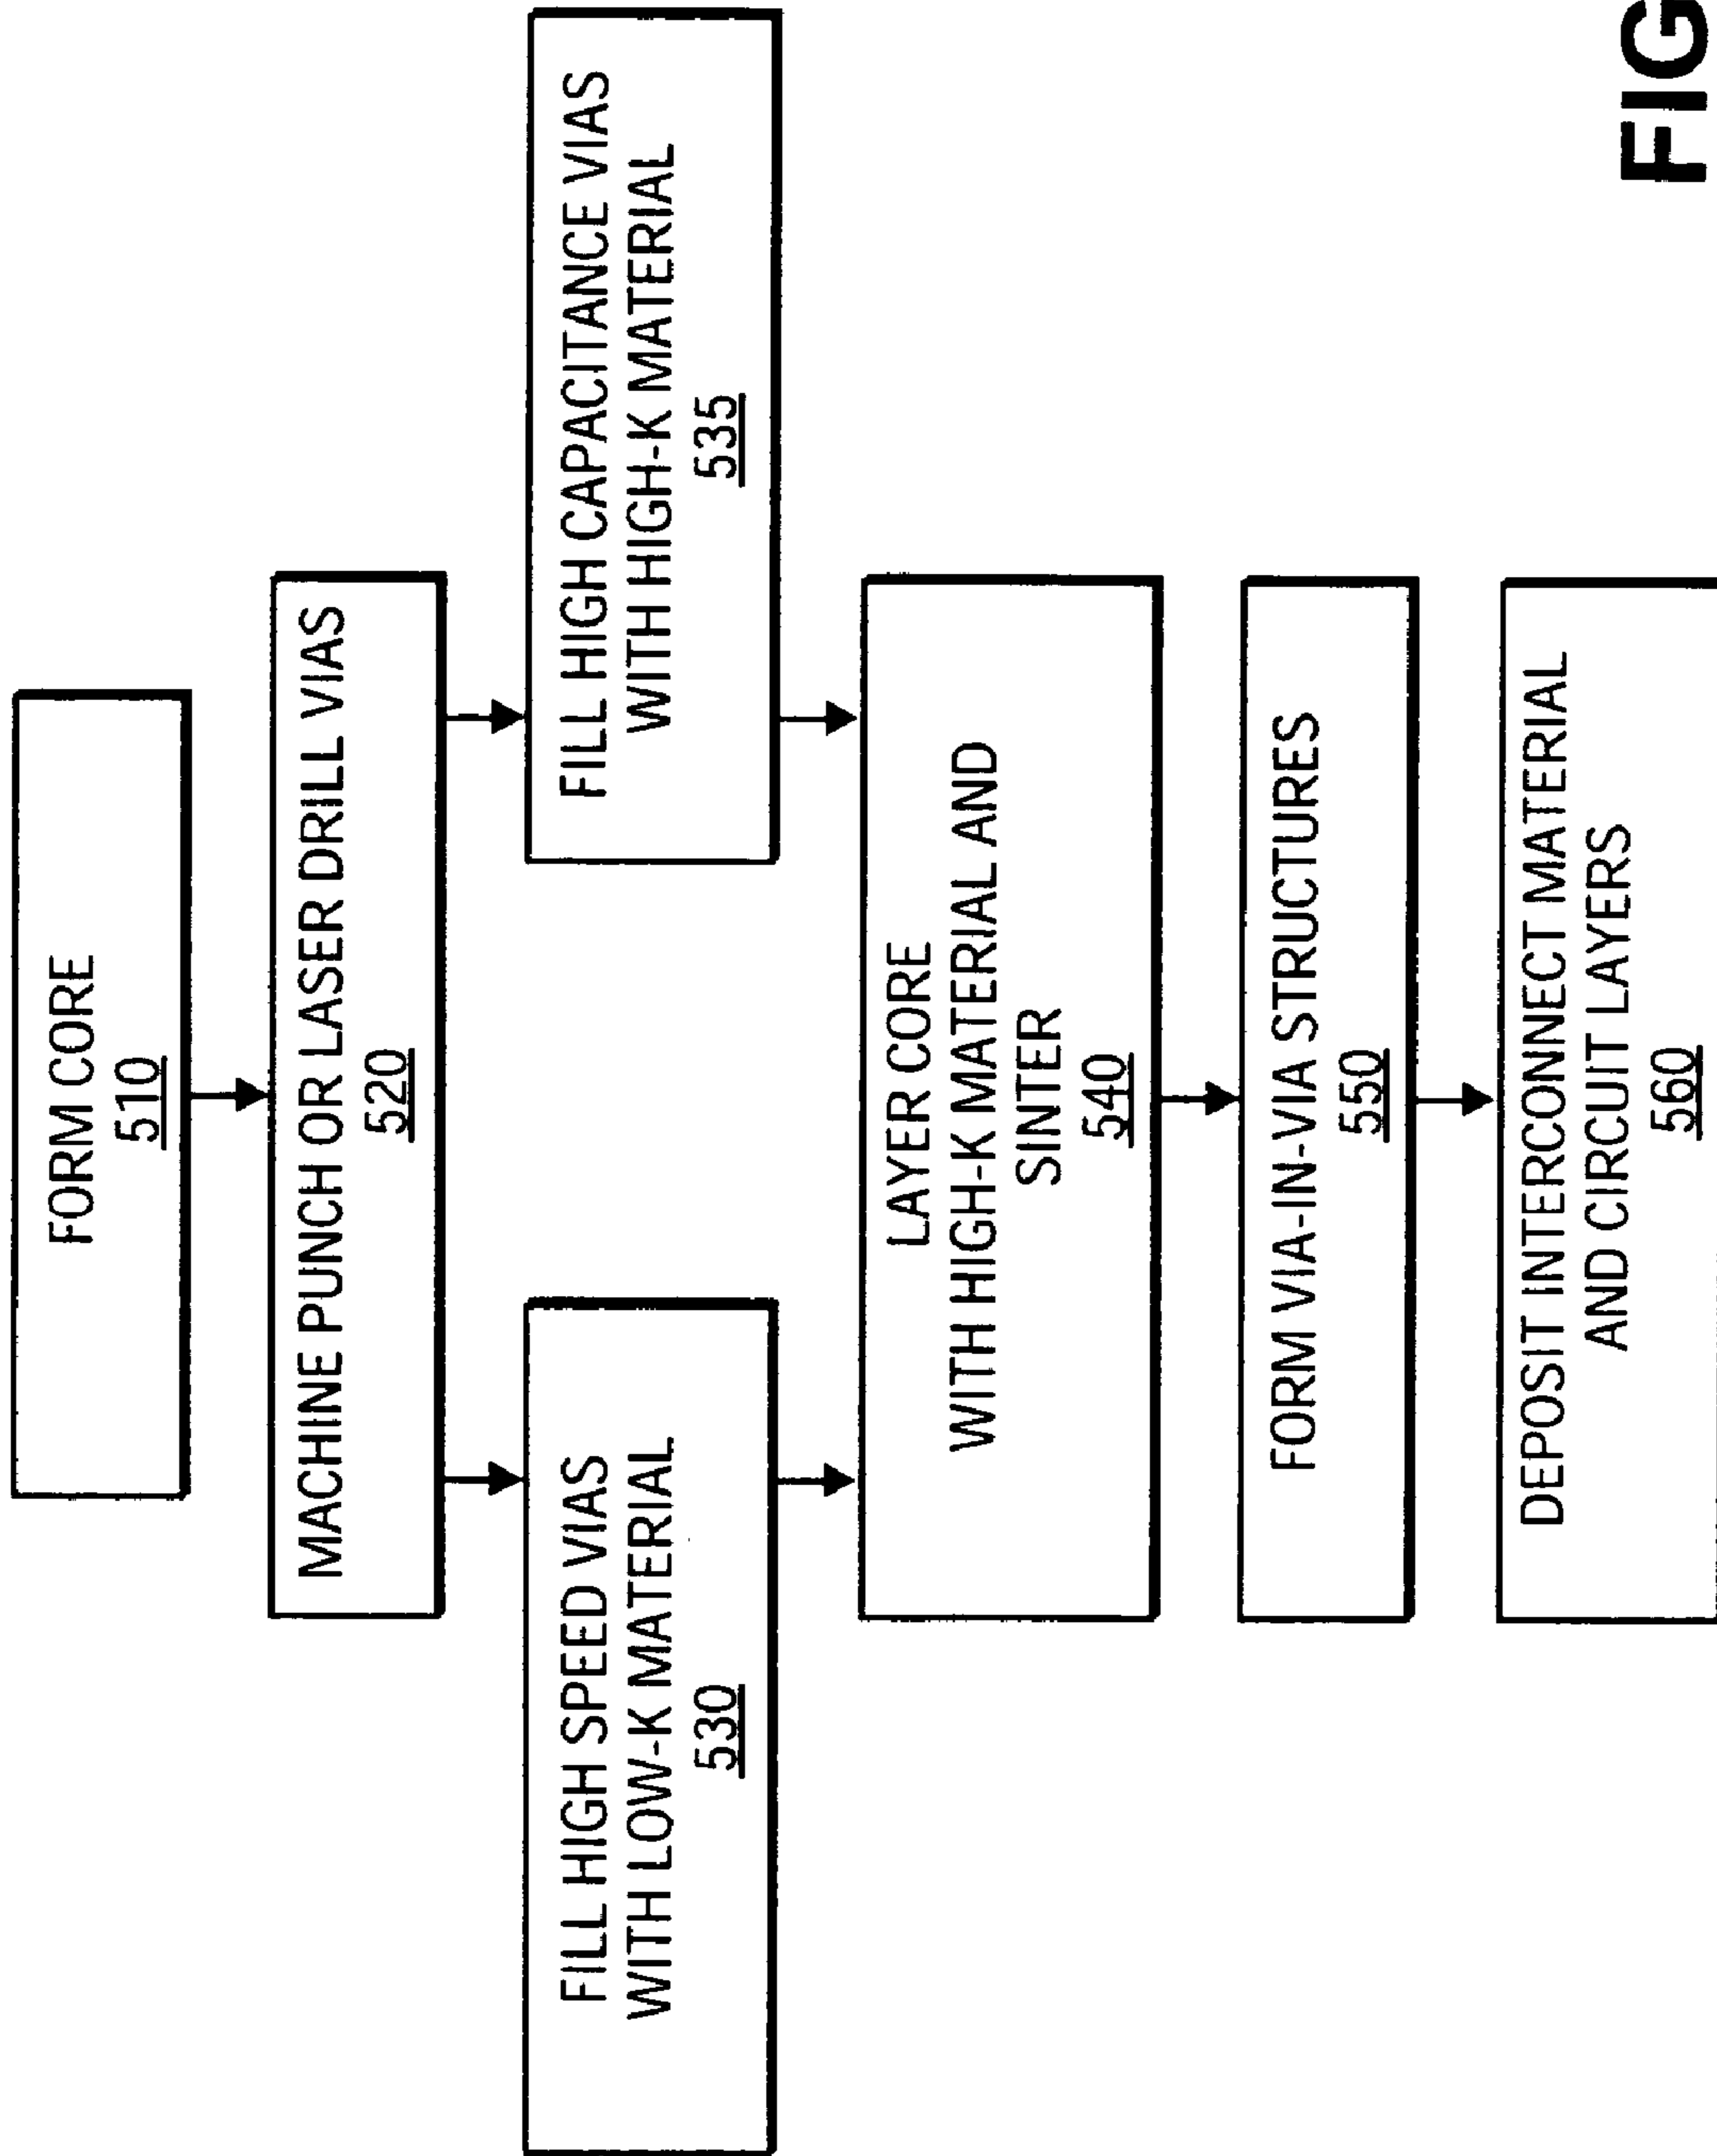 FORM CORE
510
MACHINE PUNCH OR LASER DRILL VIAS
520
FILL HIGH SPEED VIAS
WITH LOW-K MATERIAL
530
FILL HIGH CAPACITANCE VIAS
WITH HIGH-K MATERIAL
535
LAYER CORE
WITH HIGH-K MATERIAL AND
SINTER
540
FORM VIA-IN-VIA STRUCTURES
550
DEPOSIT INTERCONNECT MATERIAL
AND CIRCUIT LAYERS
560
FIG